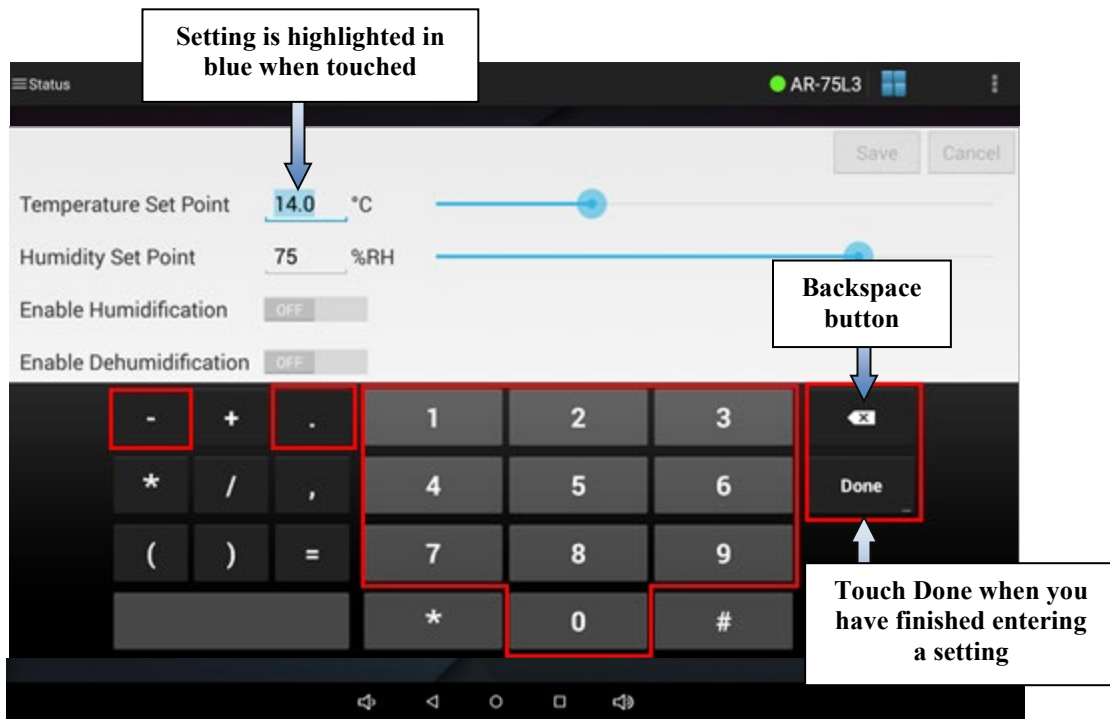 Setting is highlighted in
blue when touched
Status
AR-75L3
Save Cancel
Temperature Set Point 14.0 °C
Humidity Set Point 75 %RH
Enable Humidification OFF
Enable Dehumidification OFF
Backspace
button
- + . 1 2 3
* / , 4 5 6 Done
( ) = 7 8 9
* 0 #
Touch Done when you
have finished entering
a setting